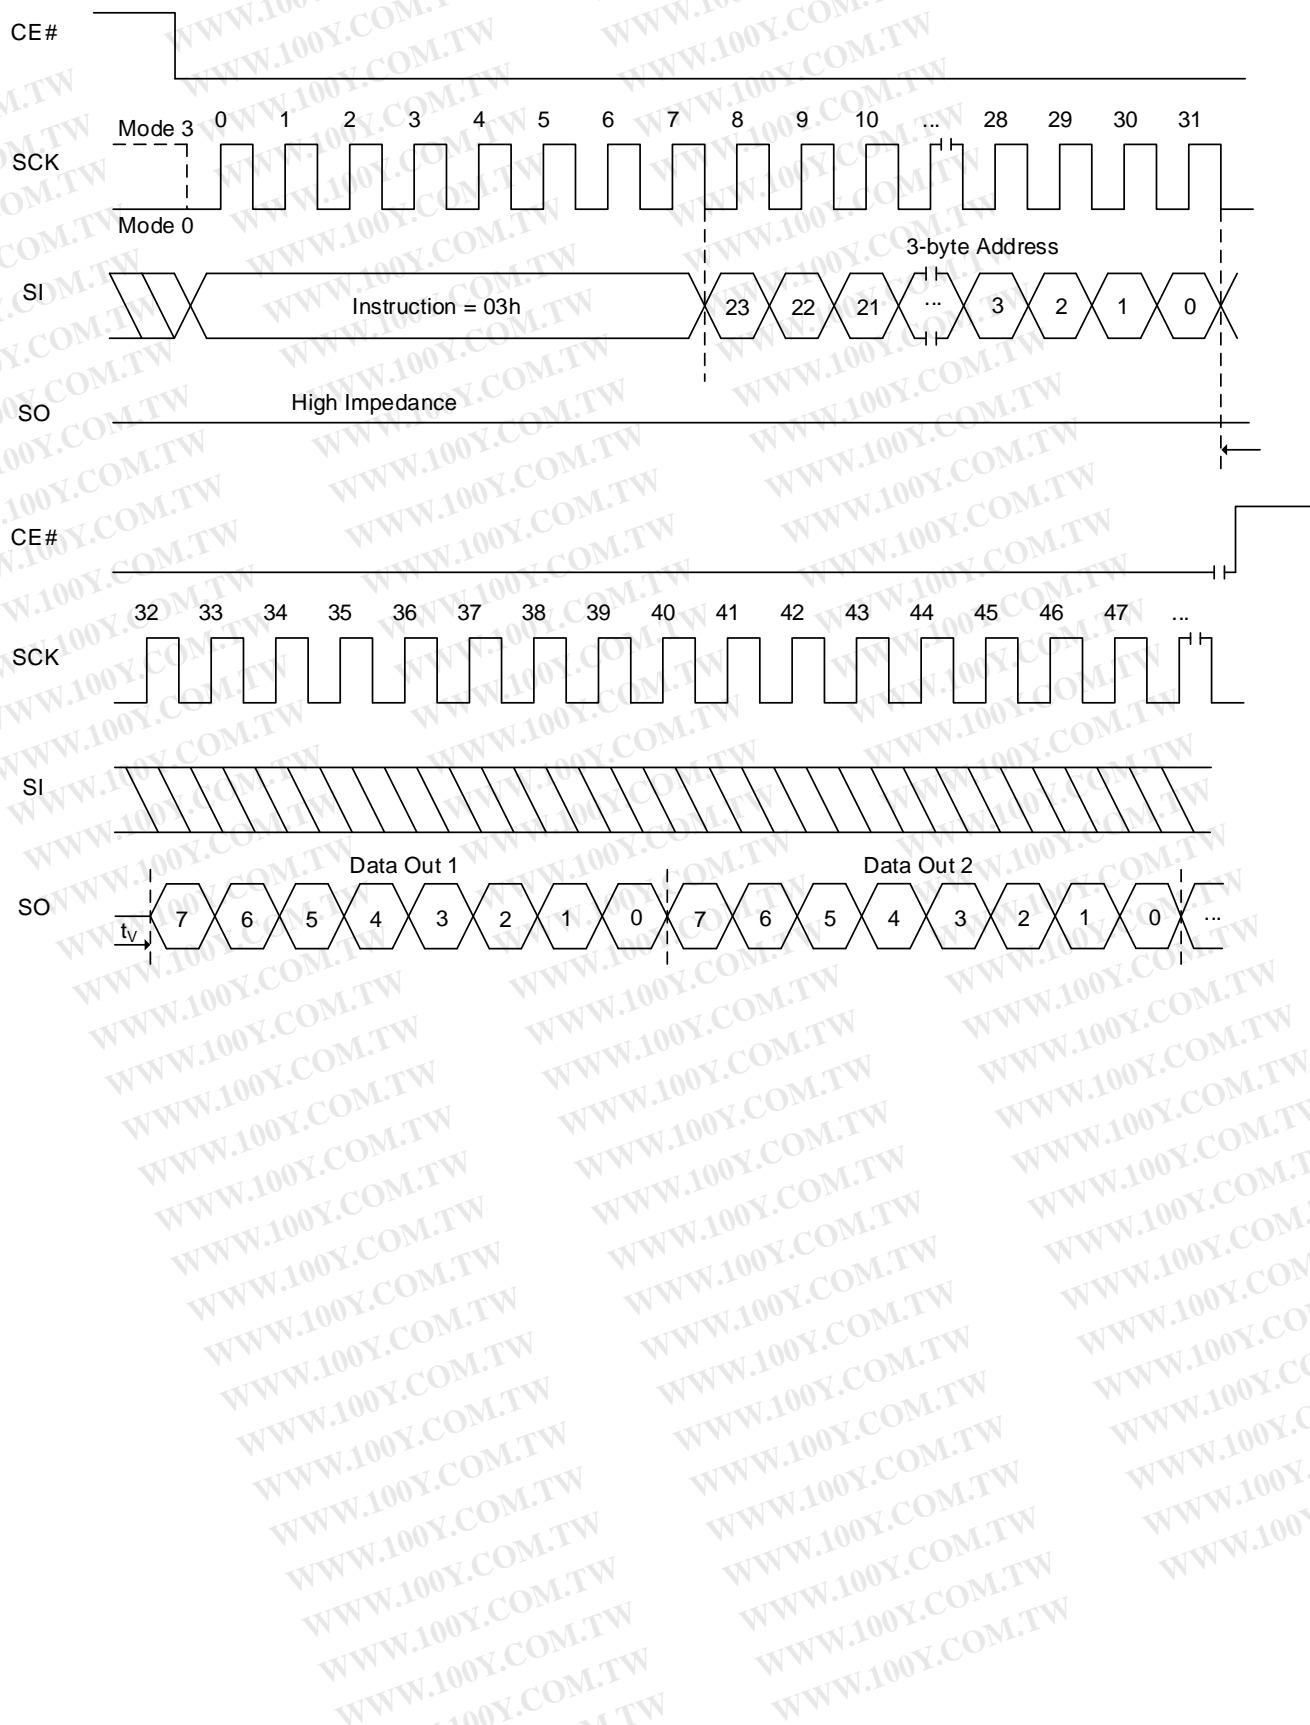 CE#
Mode 3 0 1 2 3 4 5 6 7 8 9 10 ... 28 29 30 31
SCK
Mode 0
3-byte Address
SI Instruction = 03h 23 22 21 ... 3 2 1 0
SO High Impedance
CE#
32 33 34 35 36 37 38 39 40 41 42 43 44 45 46 47 ...
SCK
SI
Data Out 1 Data Out 2
SO 7 6 5 4 3 2 1 0 7 6 5 4 3 2 1 0 ...
tV
WWW.100Y.COM.TW